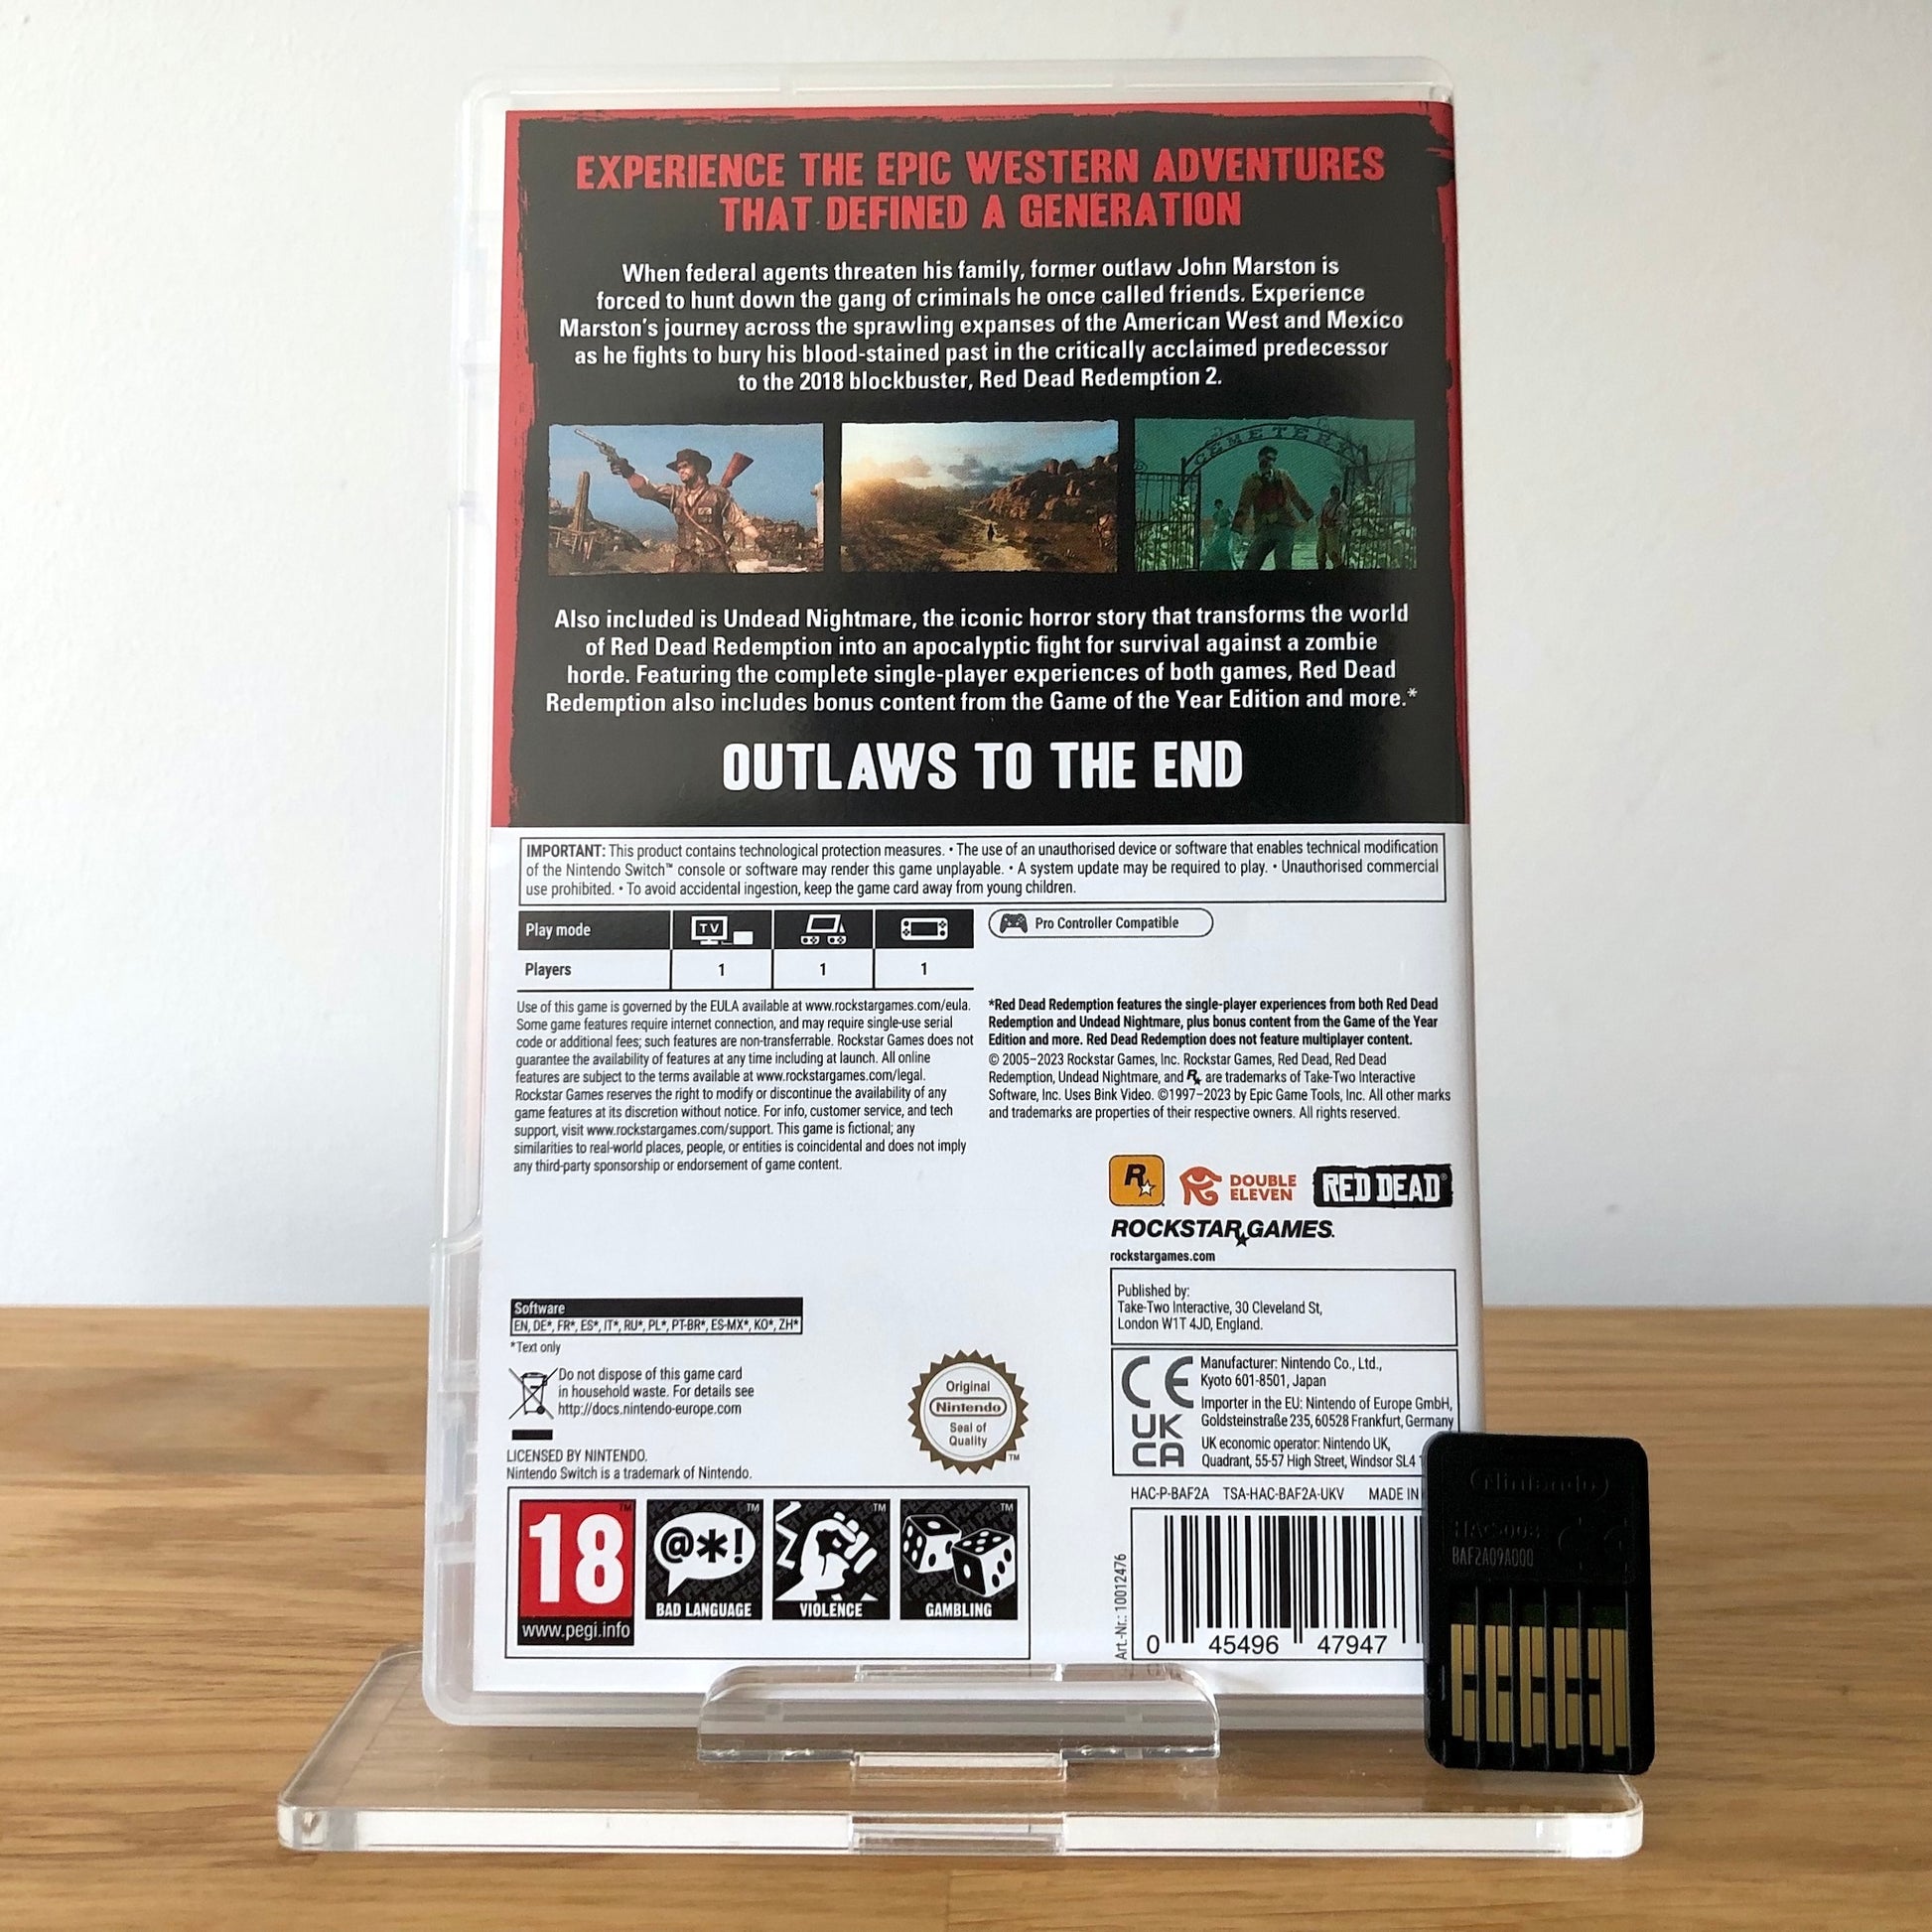 EXPERIENCE THE EPIC WESTERN ADVENTURES
THAT DEFINED A GENERATION
When federal agents threaten his family, former outlaw John Marston is
forced to hunt down the gang of criminals he once called friends. Experience
Marston's journey across the sprawling expanses of the American West and Mexico
as he fights to bury his blood-stained past in the critically acclaimed predecessor
to the 2018 blockbuster, Red Dead Redemption 2.
CEMETERY
Also included is Undead Nightmare, the iconic horror story that transforms the world
of Red Dead Redemption into an apocalyptic fight for survival against a zombie
horde. Featuring the complete single-player experiences of both games, Red Dead
Redemption also includes bonus content from the Game of the Year Edition and more.*
OUTLAWS TO THE END
IMPORTANT: This product contains technological protection measures. • The use of an unauthorised device or software that enables technical modification
of the Nintendo Switch™ console or software may render this game unplayable. • A system update may be required to play. • Unauthorised commercial
use prohibited. • To avoid accidental ingestion, keep the game card away from young children.
Play mode TV
Players 1 1 1
Pro Controller Compatible
Use of this game is governed by the EULA available at www.rockstargames.com/eula.
Some game features require internet connection, and may require single-use serial
code or additional fees; such features are non-transferrable. Rockstar Games does not
guarantee the availability of features at any time including at launch. All online
features are subject to the terms available at www.rockstargames.com/legal.
Rockstar Games reserves the right to modify or discontinue the availability of any
game features at its discretion without notice. For info, customer service, and tech
support, visit www.rockstargames.com/support. This game is fictional; any
similarities to real-world places, people, or entities is coincidental and does not imply
any third-party sponsorship or endorsement of game content.
*Red Dead Redemption features the single-player experiences from both Red Dead
Redemption and Undead Nightmare, plus bonus content from the Game of the Year
Edition and more. Red Dead Redemption does not feature multiplayer content.
© 2005–2023 Rockstar Games, Inc. Rockstar Games, Red Dead, Red Dead
Redemption, Undead Nightmare, and R★ are trademarks of Take-Two Interactive
Software, Inc. Uses Bink Video. ©1997–2023 by Epic Game Tools, Inc. All other marks
and trademarks are properties of their respective owners. All rights reserved.
R★
DOUBLE
ELEVEN
RED DEAD®
ROCKSTAR GAMES.
rockstargames.com
Published by:
Take-Two Interactive, 30 Cleveland St,
London W1T 4JD, England.
Software
EN, DE*, FR*, ES*, IT*, RU*, PL*, PT-BR*, ES-MX*, KO*, ZH*
*Text only
Do not dispose of this game card
in household waste. For details see
http://docs.nintendo-europe.com
LICENSED BY NINTENDO.
Nintendo Switch is a trademark of Nintendo.
Original
Nintendo
Seal of
Quality
™
CE
UK
CA
Manufacturer: Nintendo Co., Ltd.,
Kyoto 601-8501, Japan
Importer in the EU: Nintendo of Europe GmbH,
Goldsteinstraße 235, 60528 Frankfurt, Germany
UK economic operator: Nintendo UK,
Quadrant, 55-57 High Street, Windsor SL4
HAC-P-BAF2A TSA-HAC-BAF2A-UKV MADE IN
18 ™
www.pegi.info
@*! ™
BAD LANGUAGE
™
VIOLENCE
™
GAMBLING
Art.-Nr.: 10012476
0 45496 47947
Nintendo
HAC-008
CE
BAF2A09A000